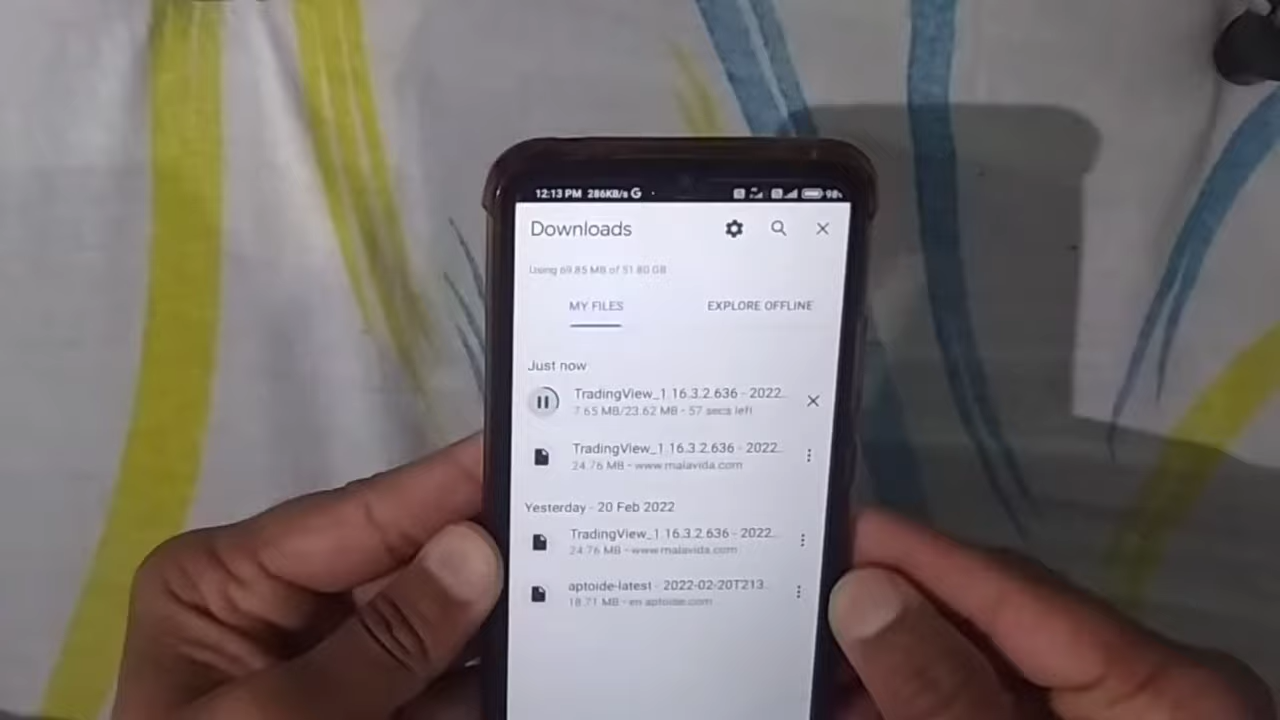 12:13 PM 286KB/s G
98
Downloads
Using 69.85 MB of 51.80 GB
MY FILES
EXPLORE OFFLINE
Just now
TradingView_1.16.3.2.636 - 2022...
7.65 MB/23.62 MB - 57 secs left
TradingView_1.16.3.2.636 - 2022...
24.76 MB - www.malavida.com
Yesterday - 20 Feb 2022
TradingView_1.16.3.2.636 - 2022...
24.76 MB - www.malavida.com
aptoide-latest - 2022-02-20T213...
18.71 MB - en.aptoide.com